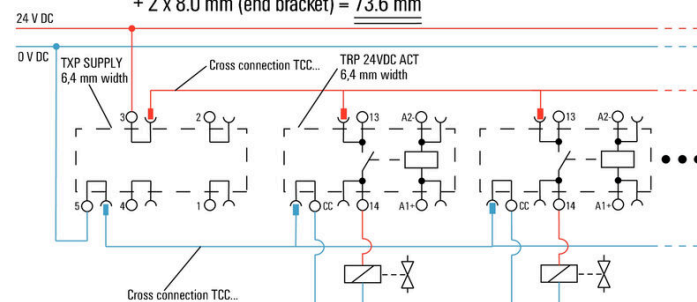 + 2 x 8.0 mm (end bracket) = 73.6 mm
24 V DC
0 V DC
TXP SUPPLY
6,4 mm width
Cross connection TCC...
TRP 24VDC ACT
6,4 mm width
3
2
13
A2-
13
A2-
5
4
1
CC
14
A1+
CC
14
A1+
Cross connection TCC...